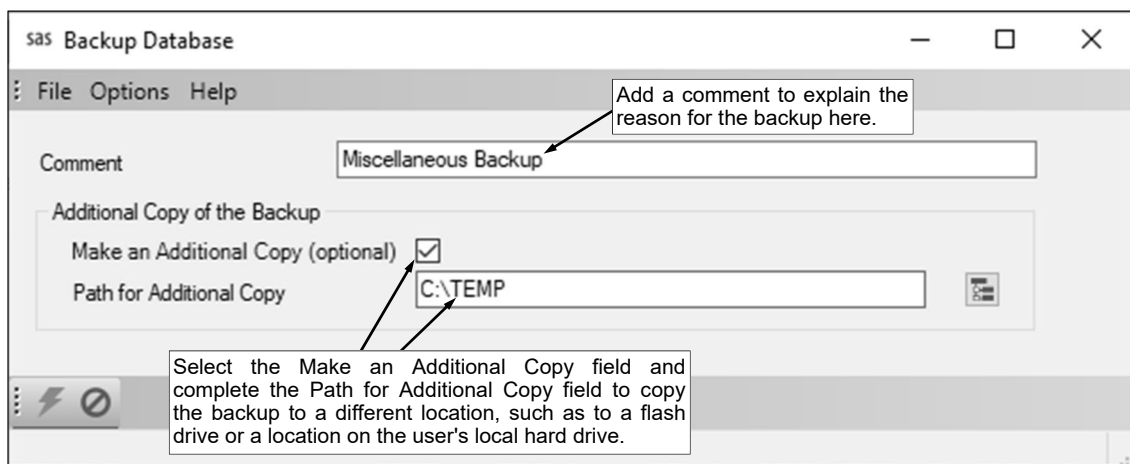 sas Backup Database
File Options Help
Add a comment to explain the
reason for the backup here.
Comment
Miscellaneous Backup
Additional Copy of the Backup
Make an Additional Copy (optional)
Path for Additional Copy
C:\TEMP
Select the Make an Additional Copy field and
complete the Path for Additional Copy field to copy
the backup to a different location, such as to a flash
drive or a location on the user's local hard drive.